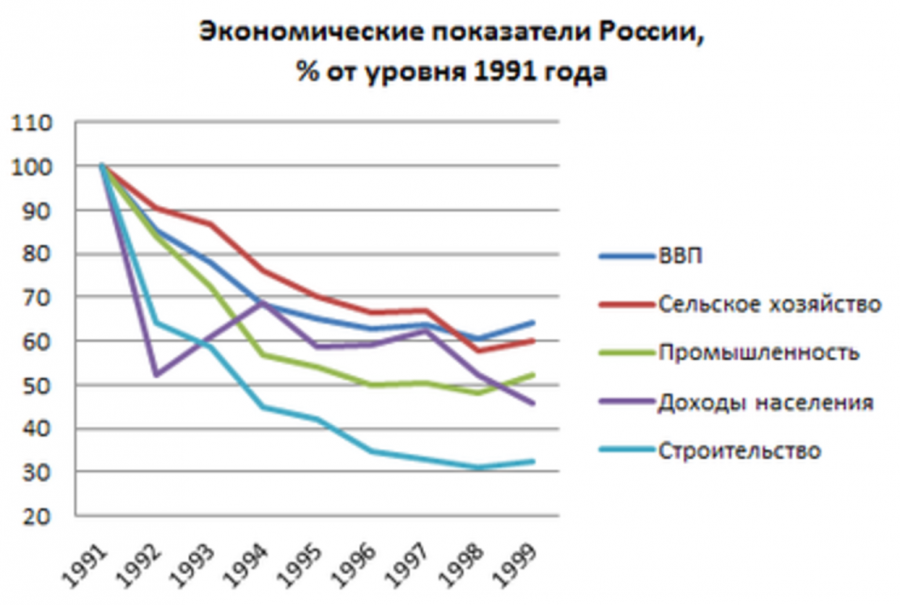 Экономические показатели России,
% от уровня 1991 года
110
100
90
80
70
60
50
40
30
20
1991
1992
1993
1994
1995
1996
1997
1998
1999
ВВП
Сельское хозяйство
Промышленность
Доходы населения
Строительство